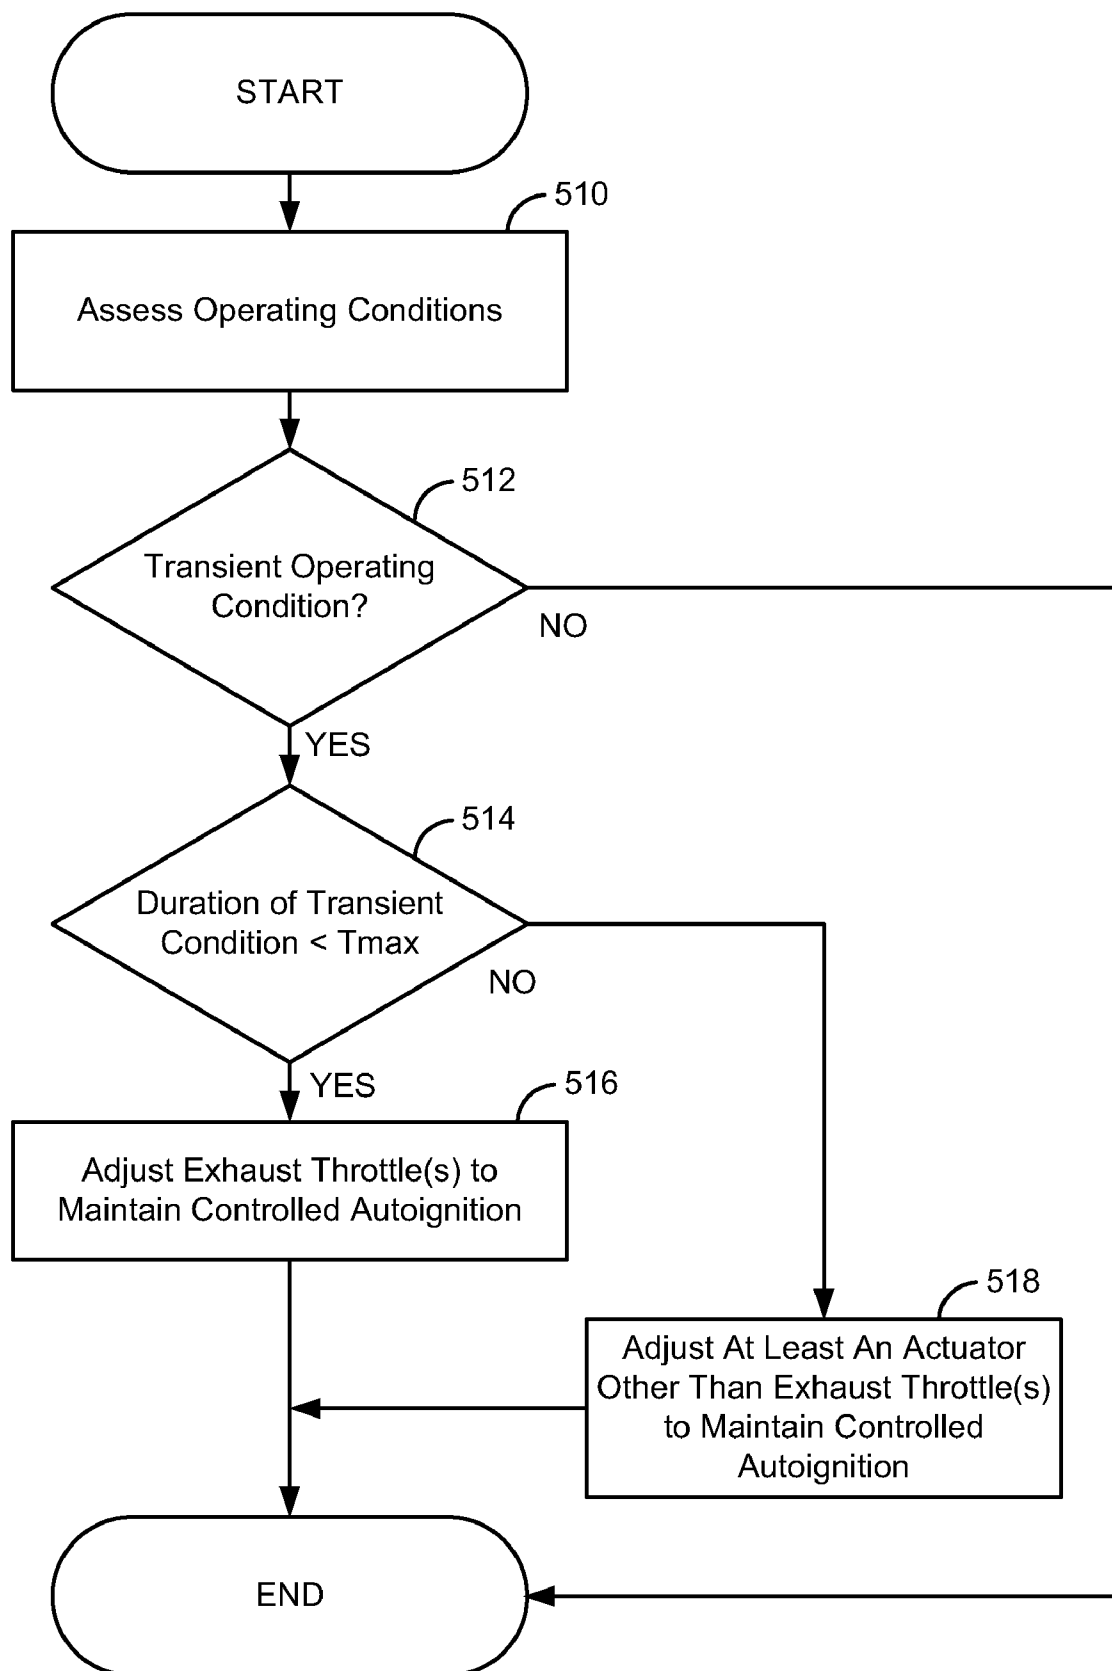 START
510
Assess Operating Conditions
512
Transient Operating
Condition?
NO
YES
514
Duration of Transient
Condition < Tmax
NO
YES
516
Adjust Exhaust Throttle(s) to
Maintain Controlled Autoignition
518
Adjust At Least An Actuator
Other Than Exhaust Throttle(s)
to Maintain Controlled
Autoignition
END